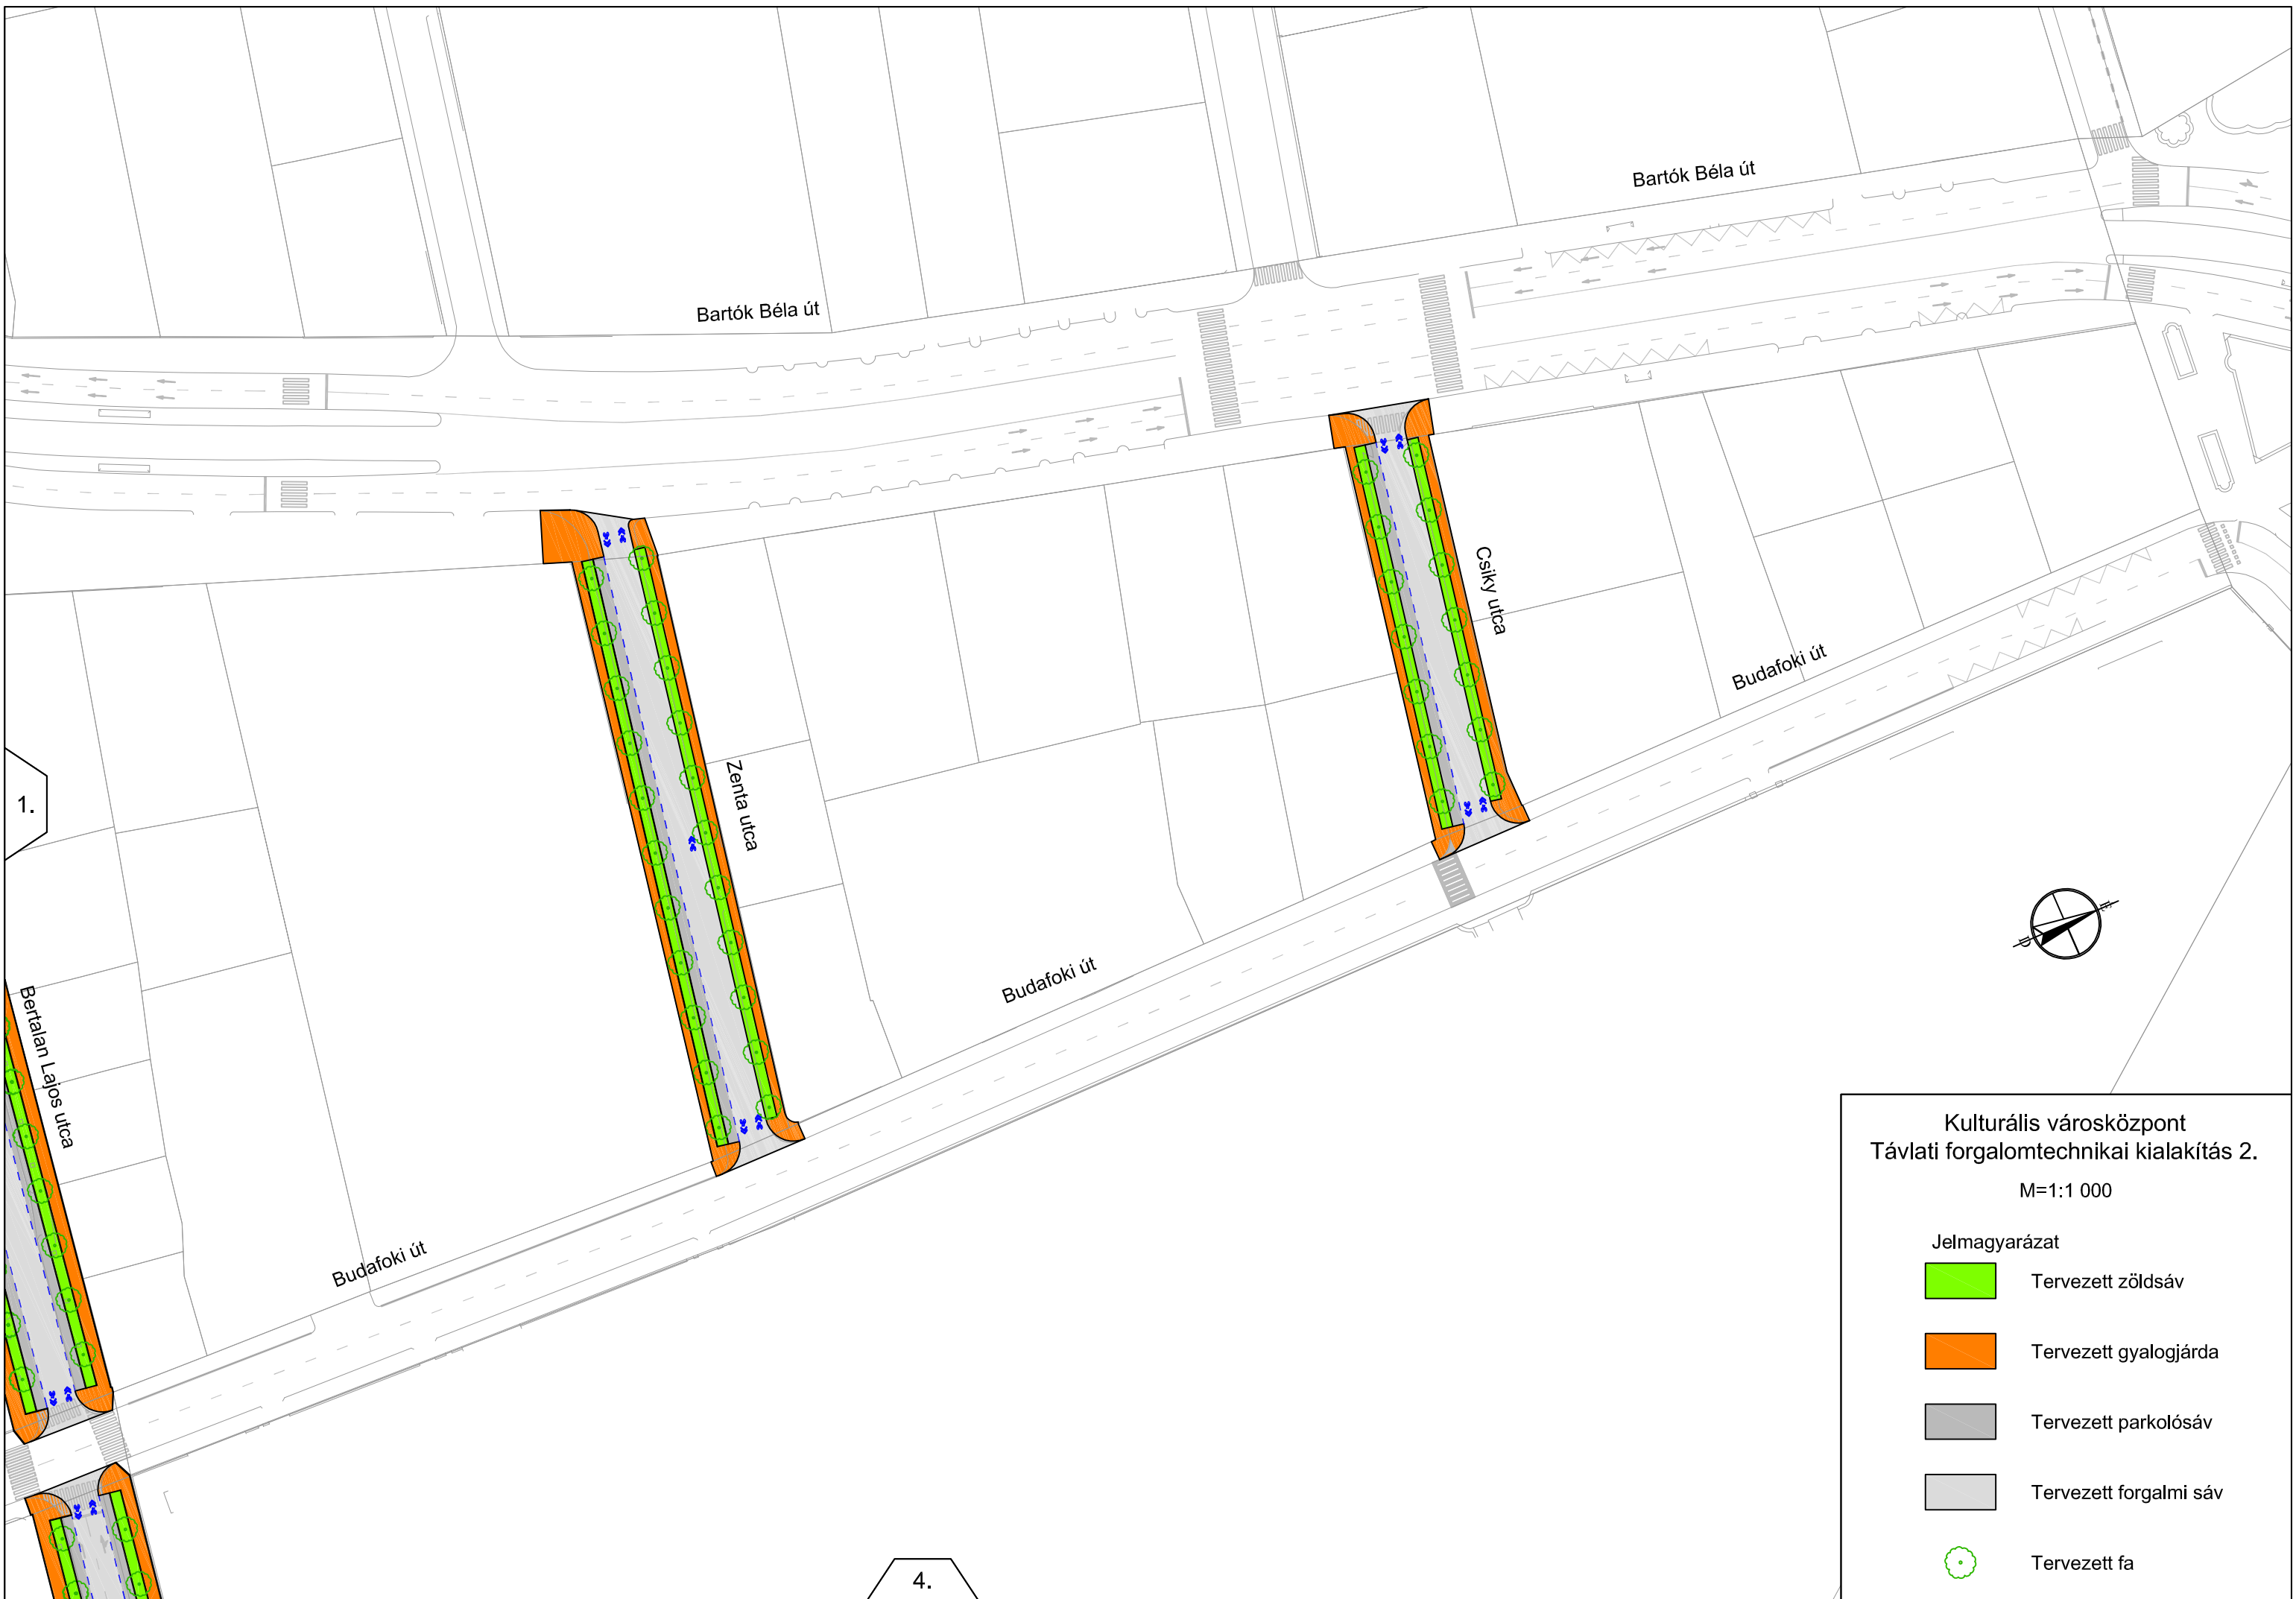 Bartók Béla út
Bartók Béla út
Csiky utca
Budafoki út
Zenta utca
1.
É
D
Budafoki út
Bertalan Lajos utca
Budafoki út
4.
Kulturális városközpont
Távlati forgalomtechnikai kialakítás 2.
M=1:1 000
Jelmagyarázat
Tervezett zöldsáv
Tervezett gyalogjárda
Tervezett parkolósáv
Tervezett forgalmi sáv
Tervezett fa